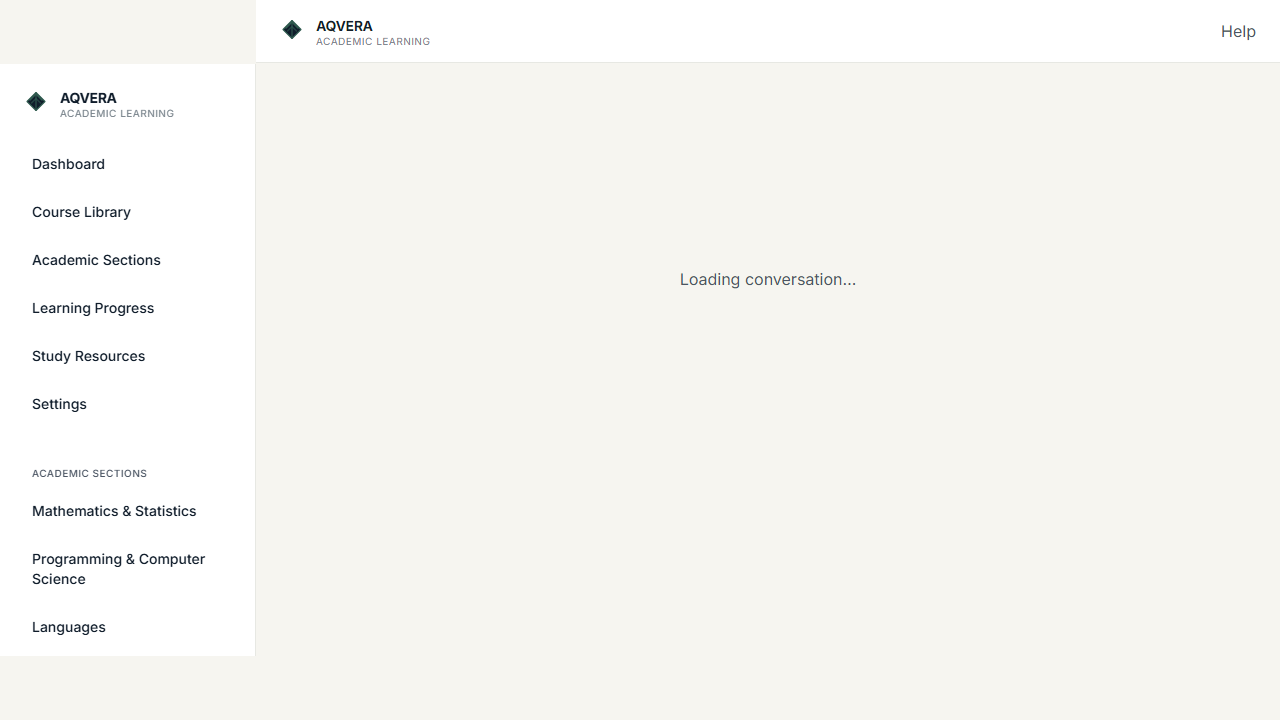 AQVERA
ACADEMIC LEARNING
Help
AQVERA
ACADEMIC LEARNING
Dashboard
Course Library
Academic Sections
Learning Progress
Study Resources
Settings
ACADEMIC SECTIONS
Mathematics & Statistics
Programming & Computer
Science
Languages
Loading conversation...